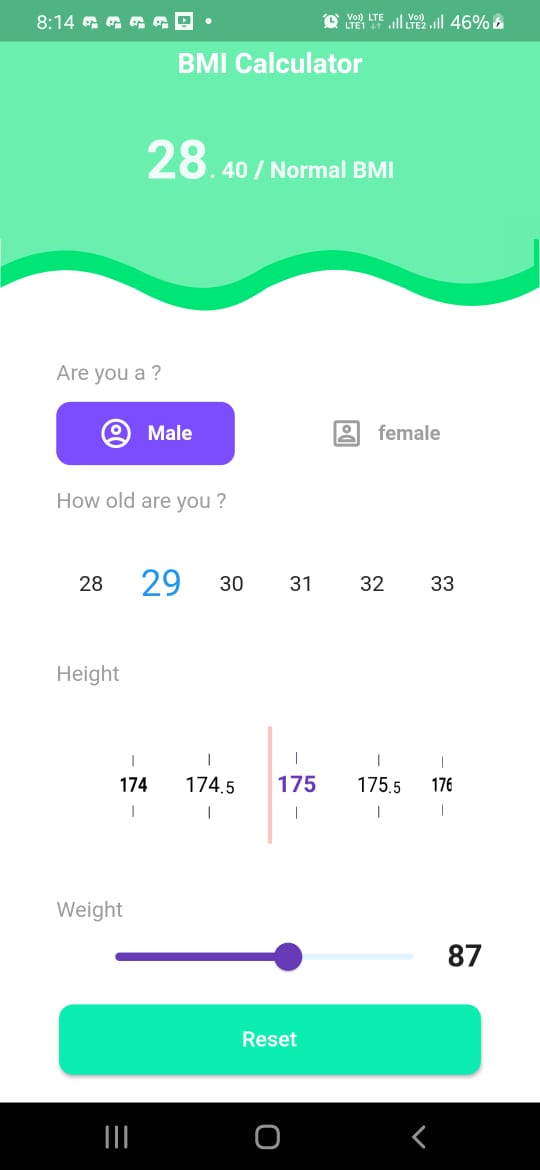 8:14 Vo)) LTE LTE1 Vo)) LTE2 46%
BMI Calculator
28. 40 / Normal BMI
Are you a ?
Male female
How old are you ?
28 29 30 31 32 33
Height
174 174.5 175 175.5 176
Weight
87
Reset